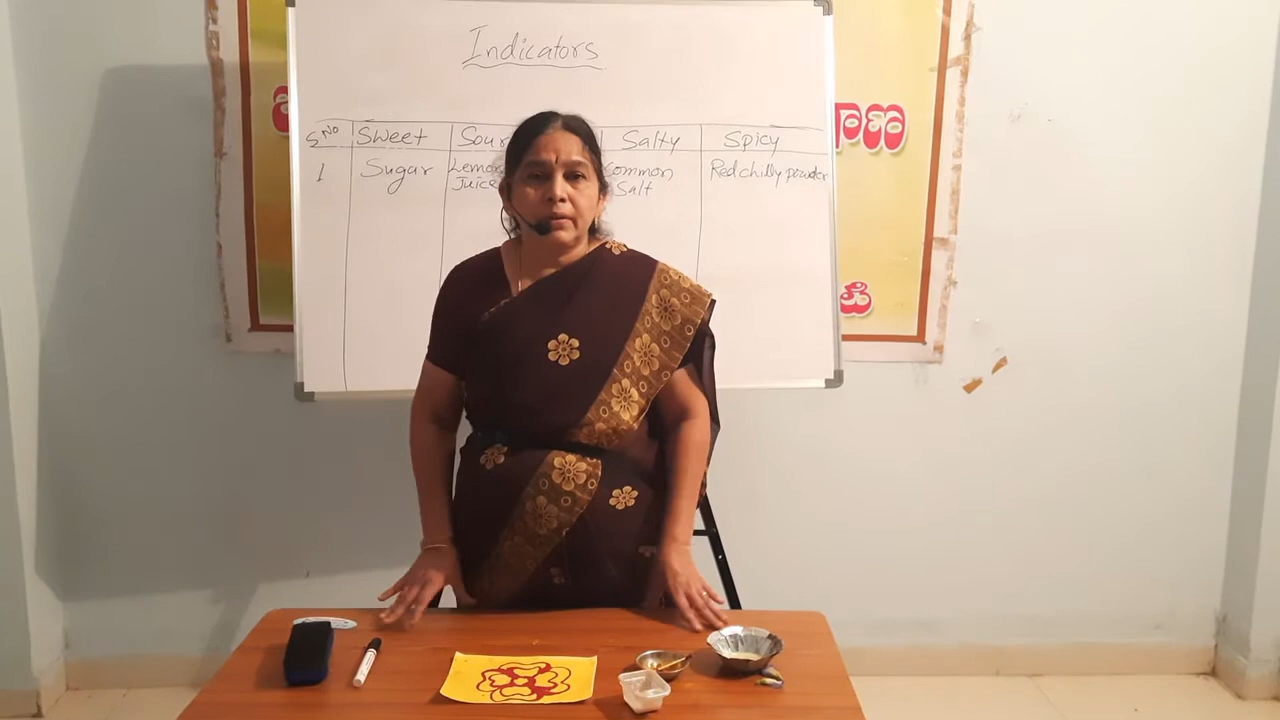 Indicators
S NO Sweet Sour Salty Spicy
1 Sugar Lemon Common Red chilly powder
Juice Salt